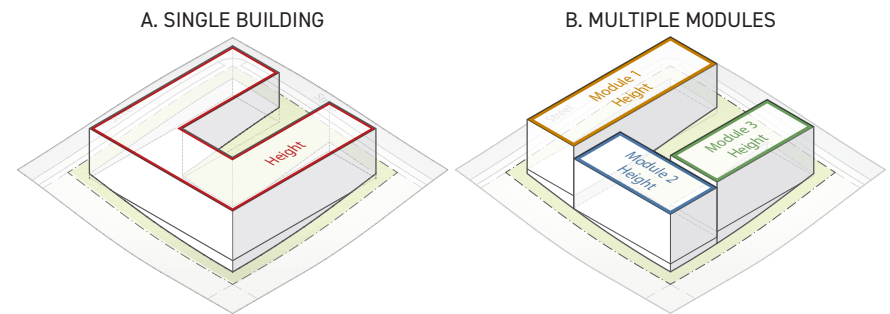 A. SINGLE BUILDING
B. MULTIPLE MODULES
Height
Module 1
Height
Module 2
Height
Module 3
Height